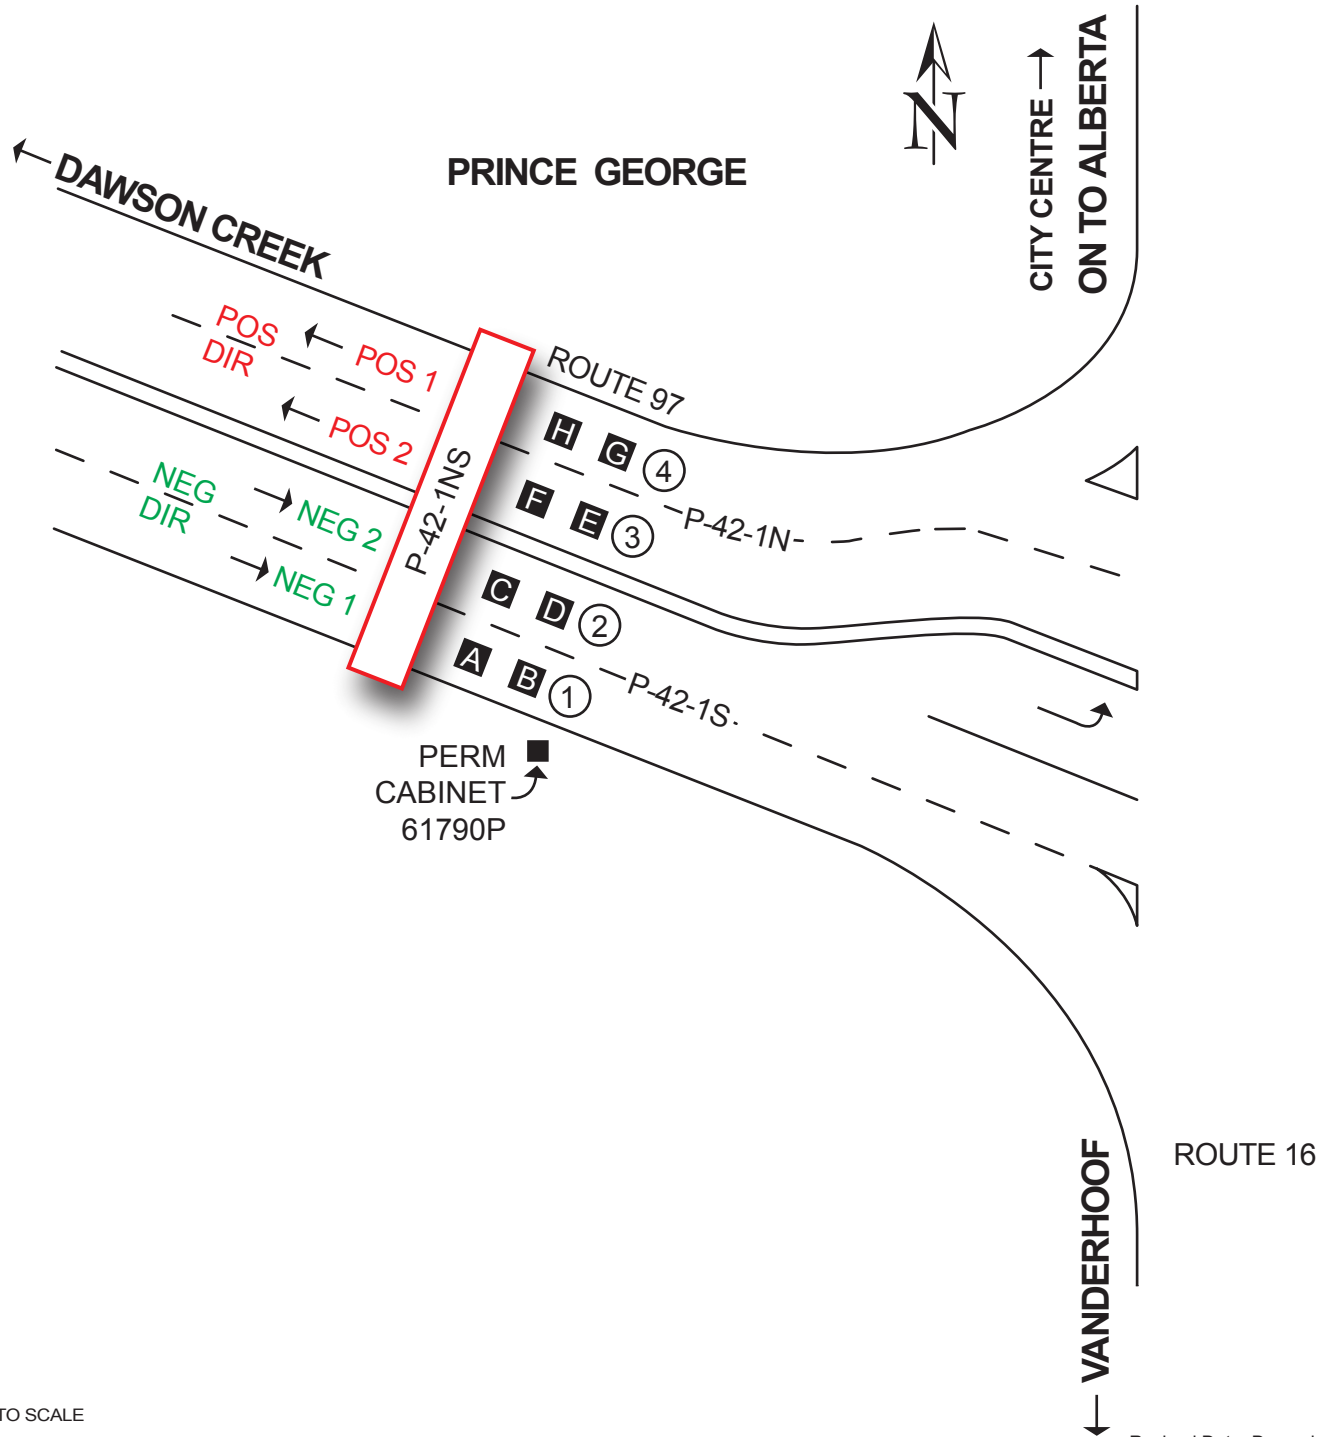 N
CITY CENTRE
ON TO ALBERTA
PRINCE GEORGE
DAWSON CREEK
POS
DIR
POS 1
POS 2
ROUTE 97
H G 4
F E 3
P-42-1N
P-42-1NS
NEG
DIR
NEG 2
NEG 1
C D 2
A B 1
P-42-1S
PERM
CABINET
61790P
ROUTE 16
VANDERHOOF
TO SCALE